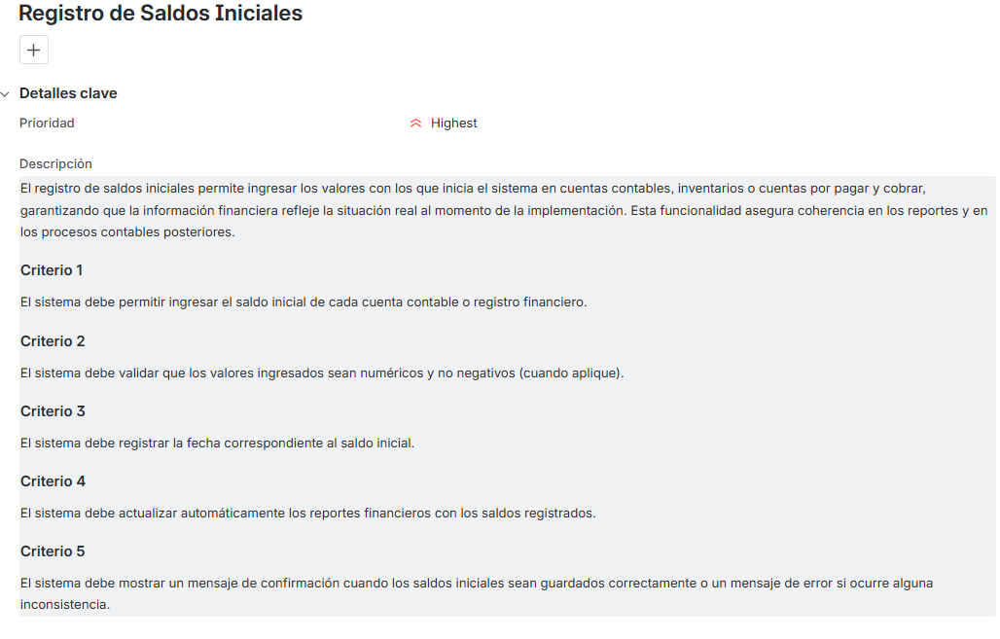 Registro de Saldos Iniciales
Detalles clave
Prioridad
Highest
Descripción
El registro de saldos iniciales permite ingresar los valores con los que inicia el sistema en cuentas contables, inventarios o cuentas por pagar y cobrar,
garantizando que la información financiera refleje la situación real al momento de la implementación. Esta funcionalidad asegura coherencia en los reportes y en
los procesos contables posteriores.
Criterio 1
El sistema debe permitir ingresar el saldo inicial de cada cuenta contable o registro financiero.
Criterio 2
El sistema debe validar que los valores ingresados sean numéricos y no negativos (cuando aplique).
Criterio 3
El sistema debe registrar la fecha correspondiente al saldo inicial.
Criterio 4
El sistema debe actualizar automáticamente los reportes financieros con los saldos registrados.
Criterio 5
El sistema debe mostrar un mensaje de confirmación cuando los saldos iniciales sean guardados correctamente o un mensaje de error si ocurre alguna
inconsistencia.